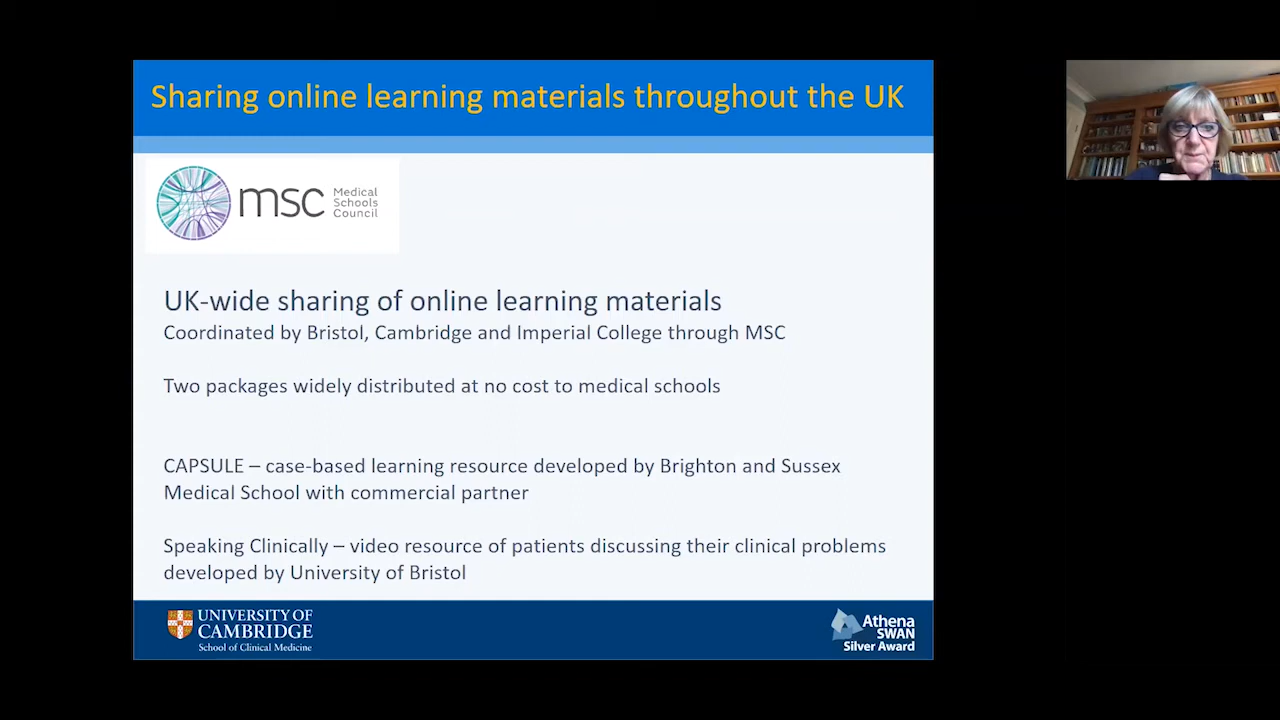 Sharing online learning materials throughout the UK
msc
Medical
Schools
Council
UK-wide sharing of online learning materials
Coordinated by Bristol, Cambridge and Imperial College through MSC
Two packages widely distributed at no cost to medical schools
CAPSULE – case-based learning resource developed by Brighton and Sussex
Medical School with commercial partner
Speaking Clinically – video resource of patients discussing their clinical problems
developed by University of Bristol
UNIVERSITY OF
CAMBRIDGE
School of Clinical Medicine
Athena
SWAN
Silver Award